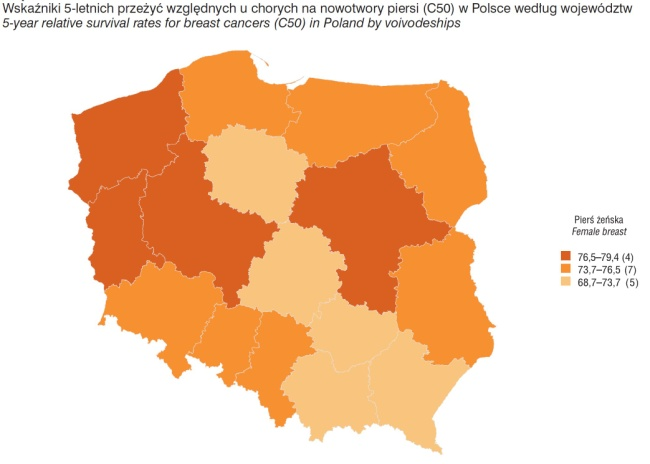 Wskaźniki 5-letnich przeżyć względnych u chorych na nowotwory piersi (C50) w Polsce według województw
5-year relative survival rates for breast cancers (C50) in Poland by voivodeships
Pierś żeńska
Female breast
76,5–79,4 (4)
73,7–76,5 (7)
68,7–73,7 (5)